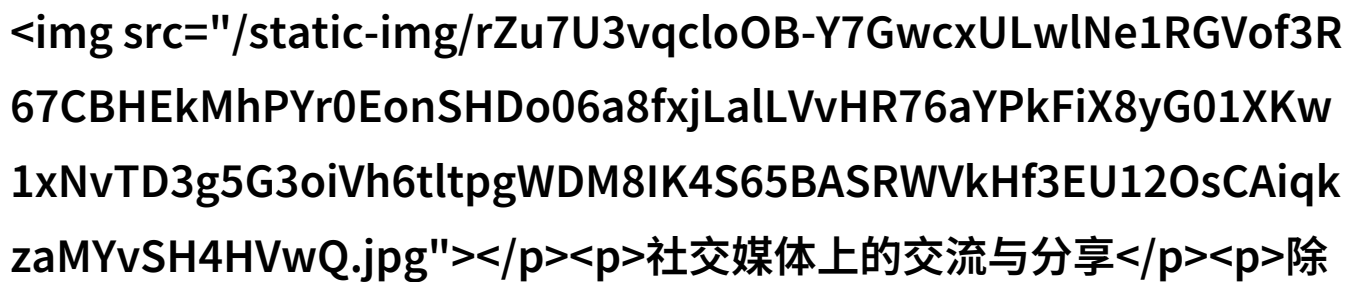 <img src="/static-img/rZu7U3vqcloOB-Y7GwcxULwlNe1RGVof3R
67CBHEkMhPYr0EonSHDo06a8fxjLalLVvHR76aYPkFiX8yG01XKw
1xNvTD3g5G3oiVh6tltpgWDM8IK4S65BASRWVkHf3EU12OsCAiqk
zaMYvSH4HVwQ.jpg"></p><p>社交媒体上的交流与分享</p><p>除